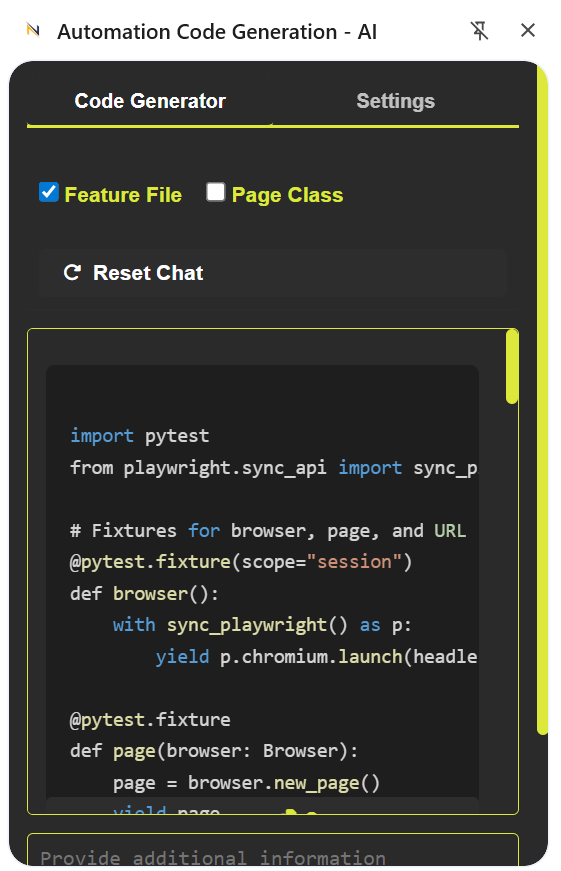 Automation Code Generation - AI
Code Generator Settings
Feature File Page Class
Reset Chat
import pytest
from playwright.sync_api import sync_p
# Fixtures for browser, page, and URL
@pytest.fixture(scope="session")
def browser():
    with sync_playwright() as p:
        yield p.chromium.launch(headle
@pytest.fixture
def page(browser: Browser):
    page = browser.new_page()
    yield page
Provide additional information